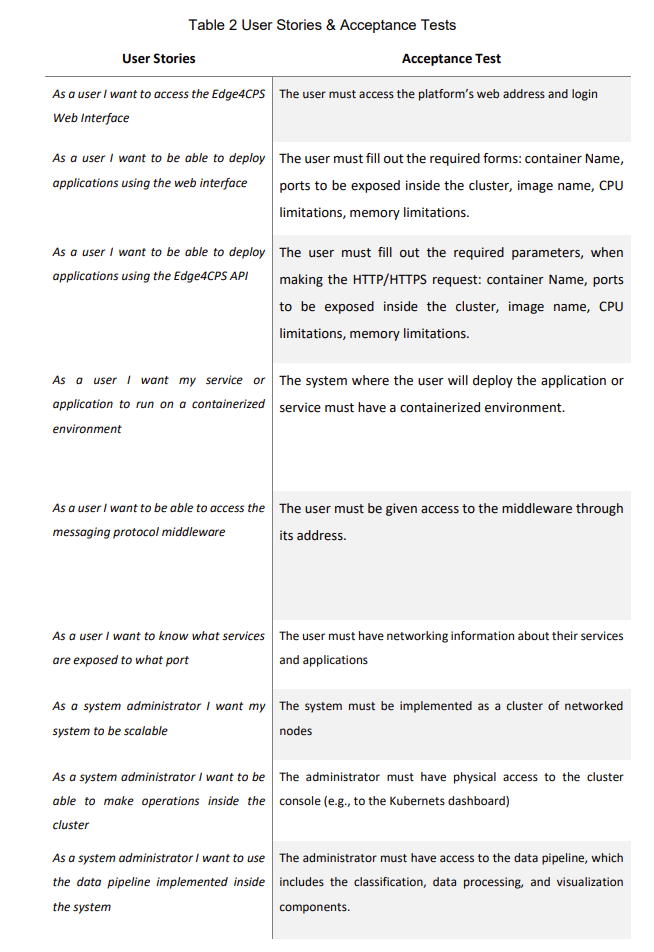 Table 2 User Stories & Acceptance Tests
User Stories
Acceptance Test
As a user I want to access the Edge4CPS
Web Interface
The user must access the platform's web address and login
As a user I want to be able to deploy
applications using the web interface
The user must fill out the required forms: container Name,
ports to be exposed inside the cluster, image name, CPU
limitations, memory limitations.
As a user I want to be able to deploy
applications using the Edge4CPS API
The user must fill out the required parameters, when
making the HTTP/HTTPS request: container Name, ports
to be exposed inside the cluster, image name, CPU
limitations, memory limitations.
As a user I want my service or
application to run on a containerized
environment
The system where the user will deploy the application or
service must have a containerized environment.
As a user I want to be able to access the
messaging protocol middleware
The user must be given access to the middleware through
its address.
As a user I want to know what services
are exposed to what port
The user must have networking information about their services
and applications
As a system administrator I want my
system to be scalable
The system must be implemented as a cluster of networked
nodes
As a system administrator I want to be
able to make operations inside the
cluster
The administrator must have physical access to the cluster
console (e.g., to the Kubernets dashboard)
As a system administrator I want to use
the data pipeline implemented inside
the system
The administrator must have access to the data pipeline, which
includes the classification, data processing, and visualization
components.